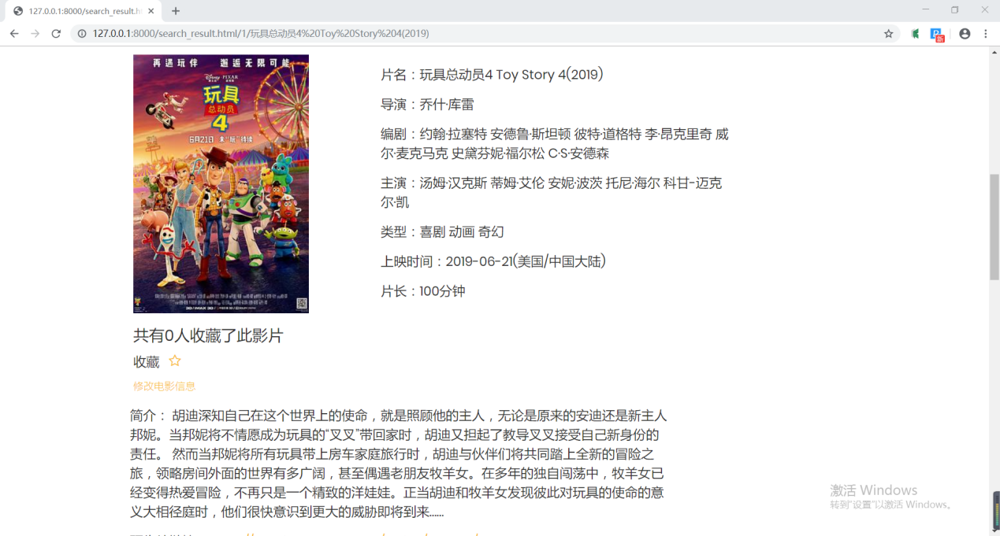 127.0.0.1:8000/search_result.h
127.0.0.1:8000/search_result.html/1/玩具总动员4%20Toy%20Story%204(2019)
新
再遇玩伴 邂逅无限可能
Disney PIXAR
玩具
总动员
4
6月21日 来“玩”特续
片名：玩具总动员4 Toy Story 4(2019)
导演：乔什·库雷
编剧：约翰·拉塞特 安德鲁·斯坦顿 彼特·道格特 李·昂克里奇 威
尔·麦克马克 史黛芬妮·福尔松 C·S·安德森
主演：汤姆·汉克斯 蒂姆·艾伦 安妮·波茨 托尼·海尔 科甘-迈克
尔·凯
类型：喜剧 动画 奇幻
上映时间：2019-06-21(美国/中国大陆)
片长：100分钟
共有0人收藏了此影片
收藏
修改电影信息
简介： 胡迪深知自己在这个世界上的使命，就是照顾他的主人，无论是原来的安迪还是新主人
邦妮。当邦妮将不情愿成为玩具的“叉叉”带回家时，胡迪又担起了教导叉叉接受自己新身份的
责任。 然而当邦妮将所有玩具带上房车家庭旅行时，胡迪与伙伴们将共同踏上全新的冒险之
旅，领略房间外面的世界有多广阔，甚至偶遇老朋友牧羊女。在多年的独自闯荡中，牧羊女已
经变得热爱冒险，不再只是一个精致的洋娃娃。正当胡迪和牧羊女发现彼此对玩具的使命的意
义大相径庭时，他们很快意识到更大的威胁即将到来......
激活 Windows
转到“设置”以激活 Windows。